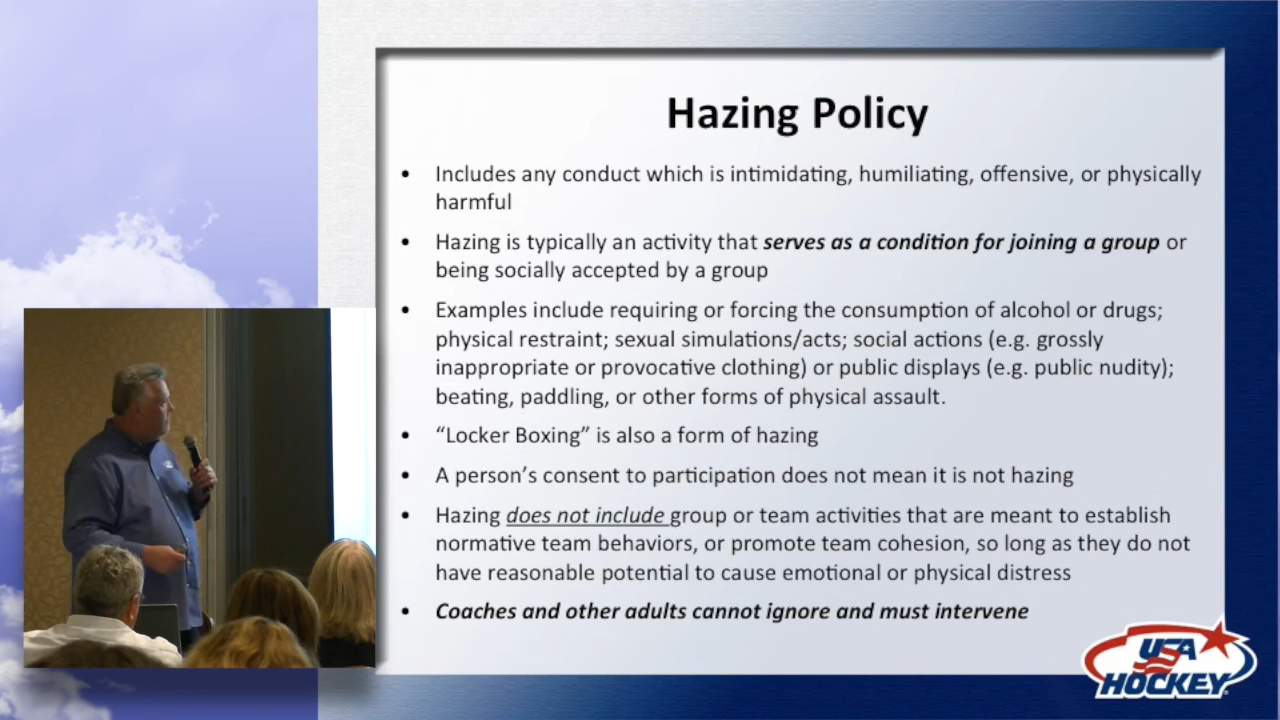 Hazing Policy
• Includes any conduct which is intimidating, humiliating, offensive, or physically
harmful
• Hazing is typically an activity that serves as a condition for joining a group or
being socially accepted by a group
• Examples include requiring or forcing the consumption of alcohol or drugs;
physical restraint; sexual simulations/acts; social actions (e.g. grossly
inappropriate or provocative clothing) or public displays (e.g. public nudity);
beating, paddling, or other forms of physical assault.
• “Locker Boxing” is also a form of hazing
• A person’s consent to participation does not mean it is not hazing
• Hazing does not include group or team activities that are meant to establish
normative team behaviors, or promote team cohesion, so long as they do not
have reasonable potential to cause emotional or physical distress
• Coaches and other adults cannot ignore and must intervene
USA
HOCKEY